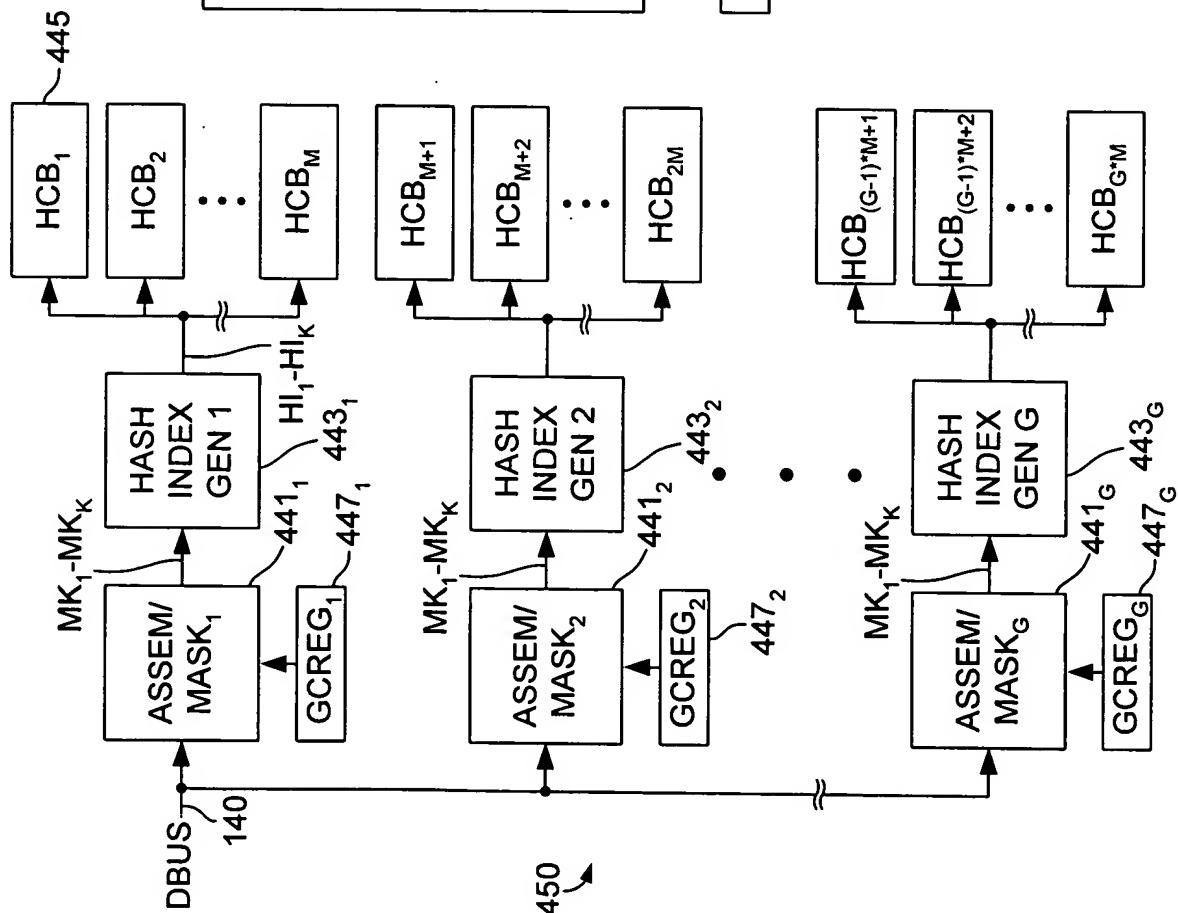 445
HCB1
HCB2
HCBM
HCBM+1
HCBM+2
HCB2M
HCB(G-1)*M+1
HCB(G-1)*M+2
HCBG*M
HI1-HIK
HASH
INDEX
GEN 1
4431
HASH
INDEX
GEN 2
4432
HASH
INDEX
GEN G
443G
MK1-MKK
4411
4471
MK1-MKK
4412
4472
MK1-MKK
441G
447G
ASSEM/
MASK1
GCREG1
ASSEM/
MASK2
GCREG2
ASSEM/
MASKG
GCREGG
DBUS
140
450